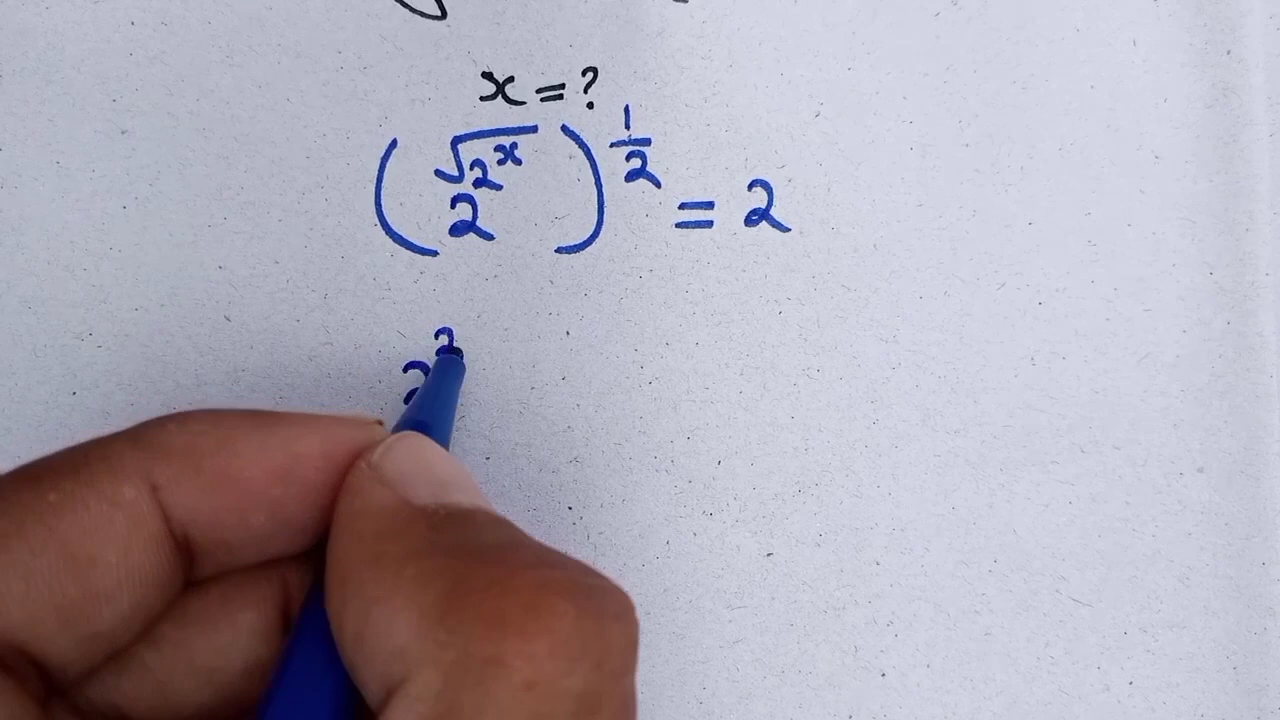 x = ?
(2^√(2^x))^(1/2) = 2
2^2